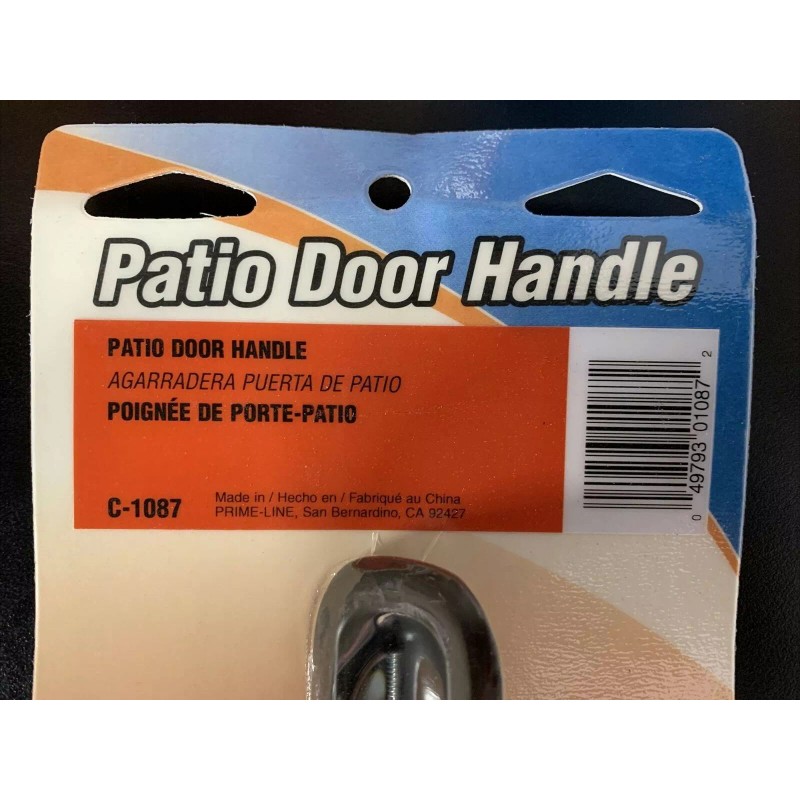 Patio Door Handle
PATIO DOOR HANDLE
AGARRADERA PUERTA DE PATIO
POIGNÉE DE PORTE-PATIO
C-1087
Made in / Hecho en / Fabriqué au China
PRIME-LINE, San Bernardino, CA 92427
0 49793 01087 2